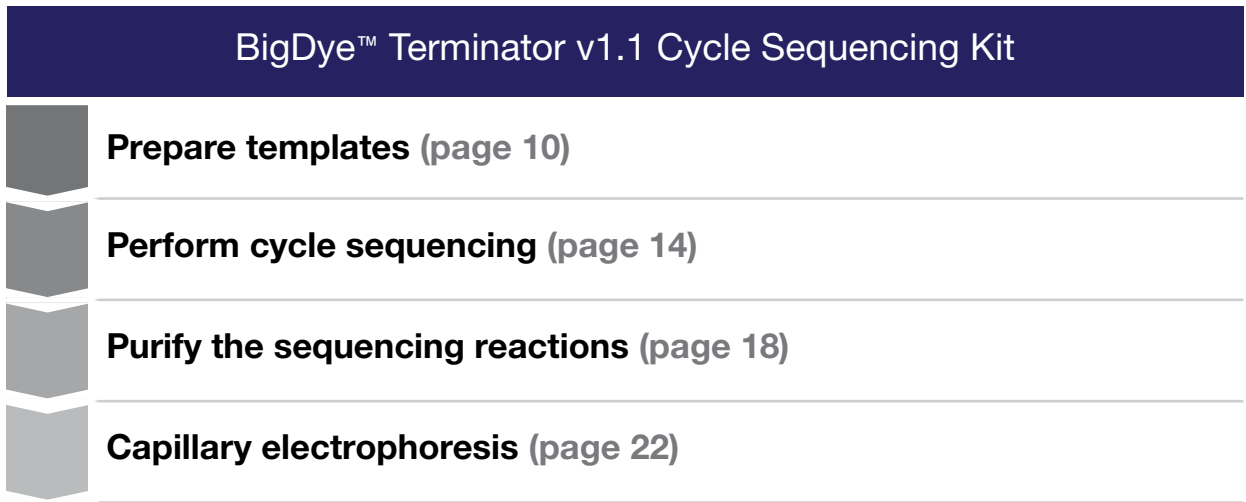 BigDye™ Terminator v1.1 Cycle Sequencing Kit
Prepare templates (page 10)
Perform cycle sequencing (page 14)
Purify the sequencing reactions (page 18)
Capillary electrophoresis (page 22)